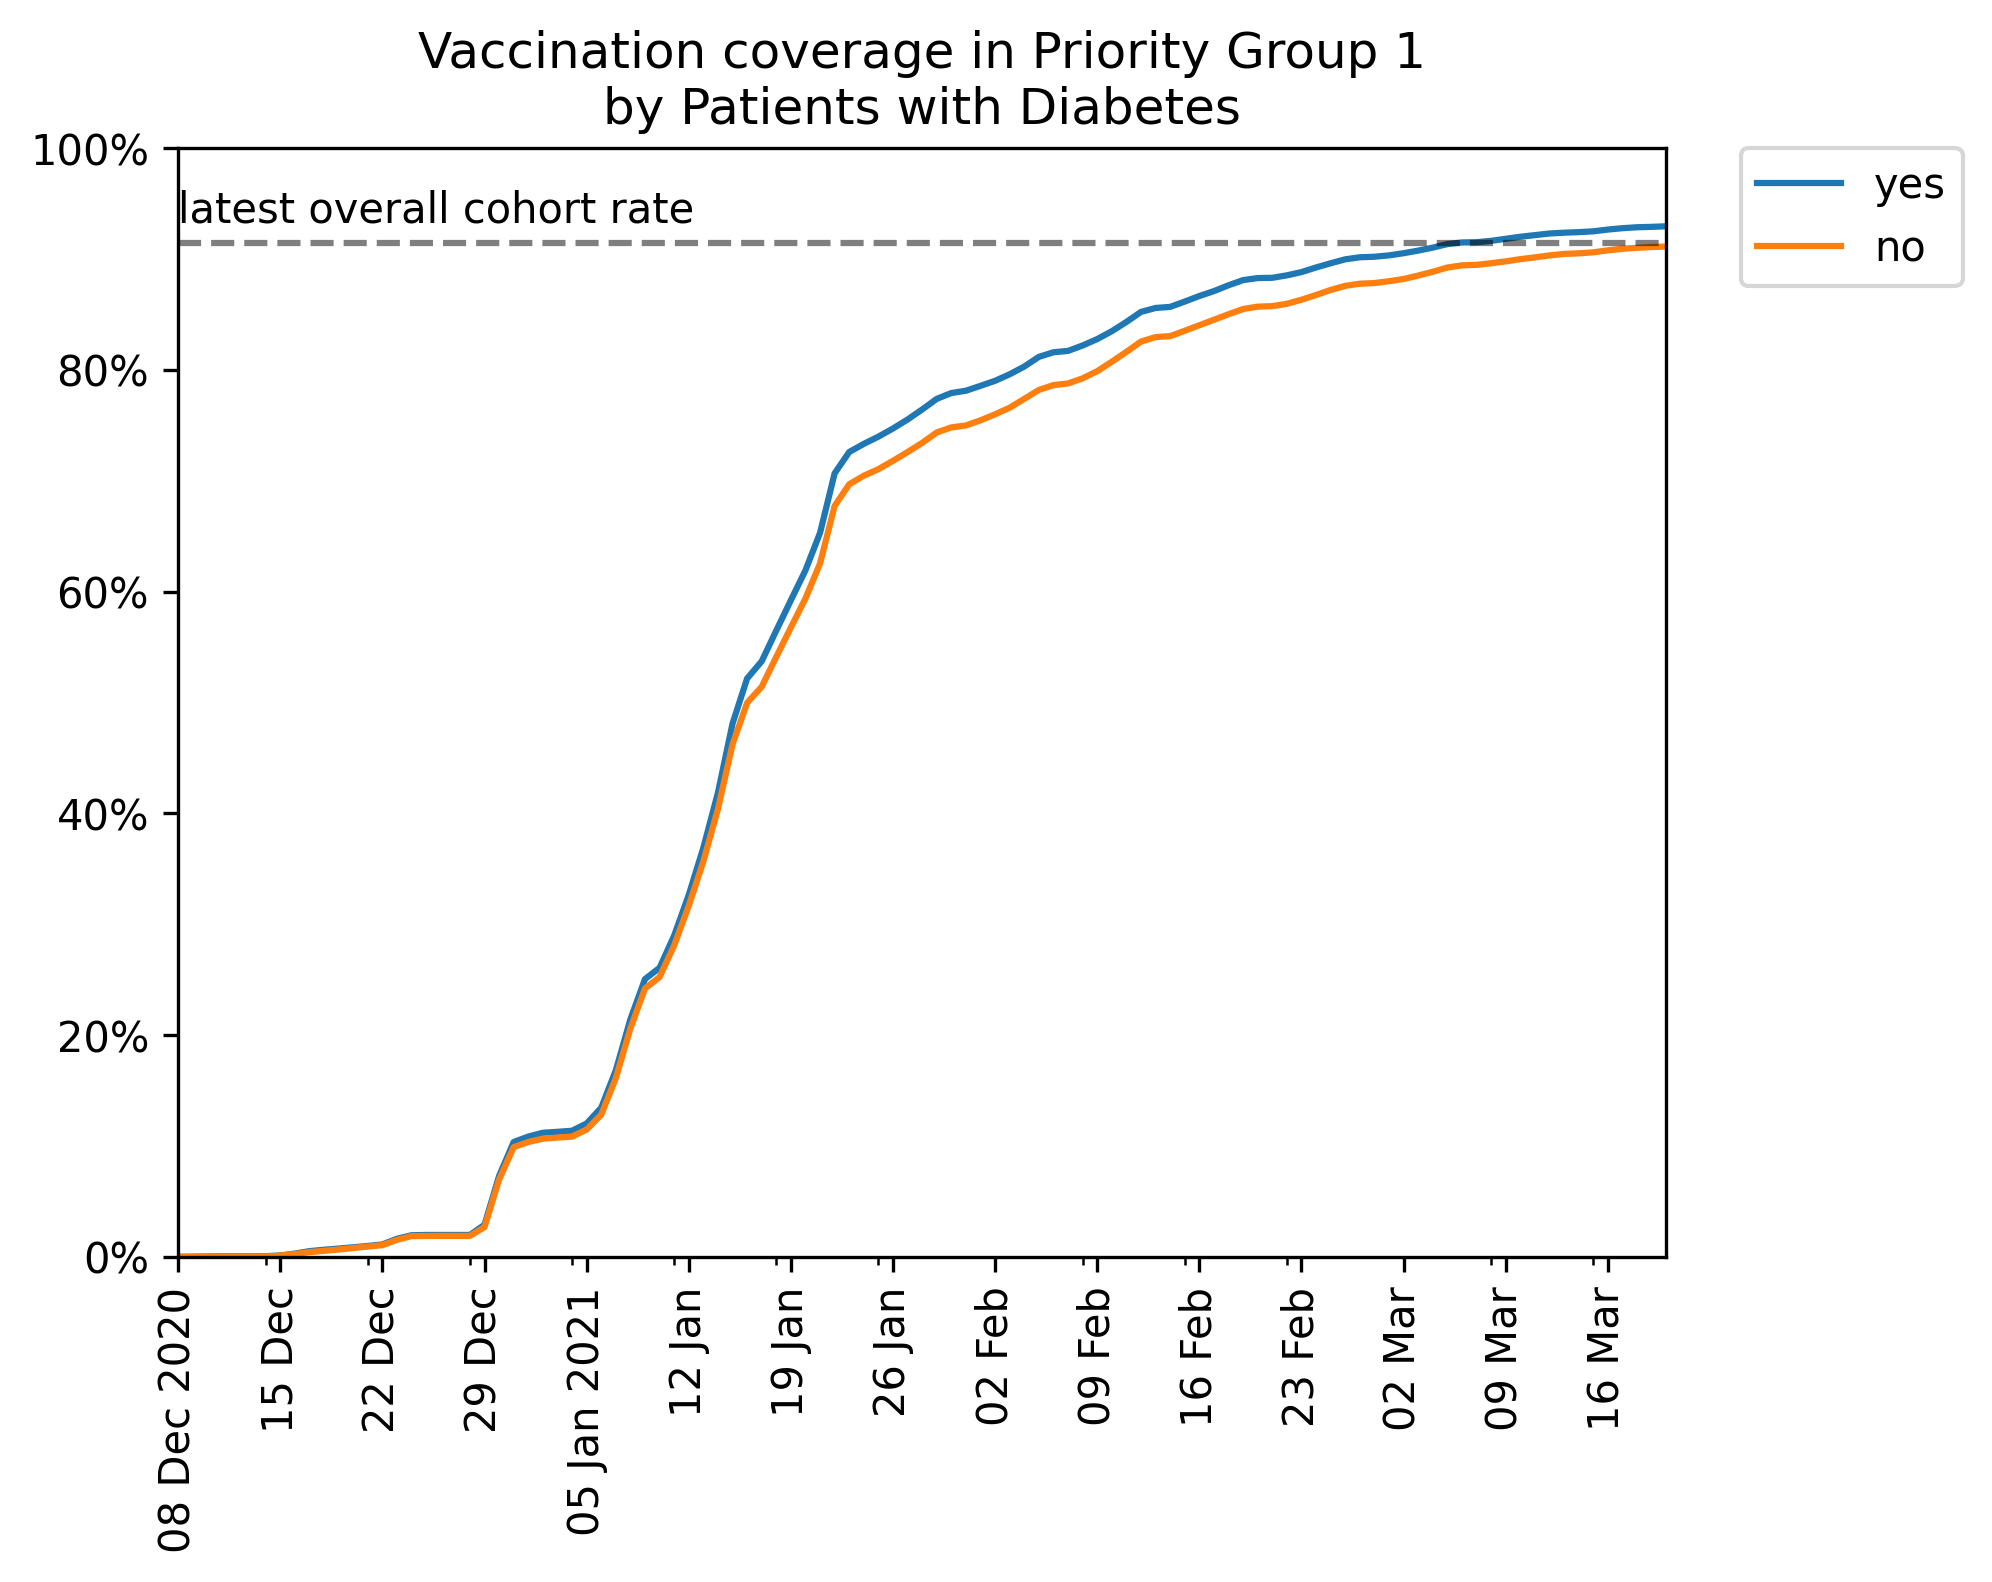 Vaccination coverage in Priority Group 1
by Patients with Diabetes
100%
80%
60%
40%
20%
0%
latest overall cohort rate
yes
no
08 Dec 2020
15 Dec
22 Dec
29 Dec
05 Jan 2021
12 Jan
19 Jan
26 Jan
02 Feb
09 Feb
16 Feb
23 Feb
02 Mar
09 Mar
16 Mar